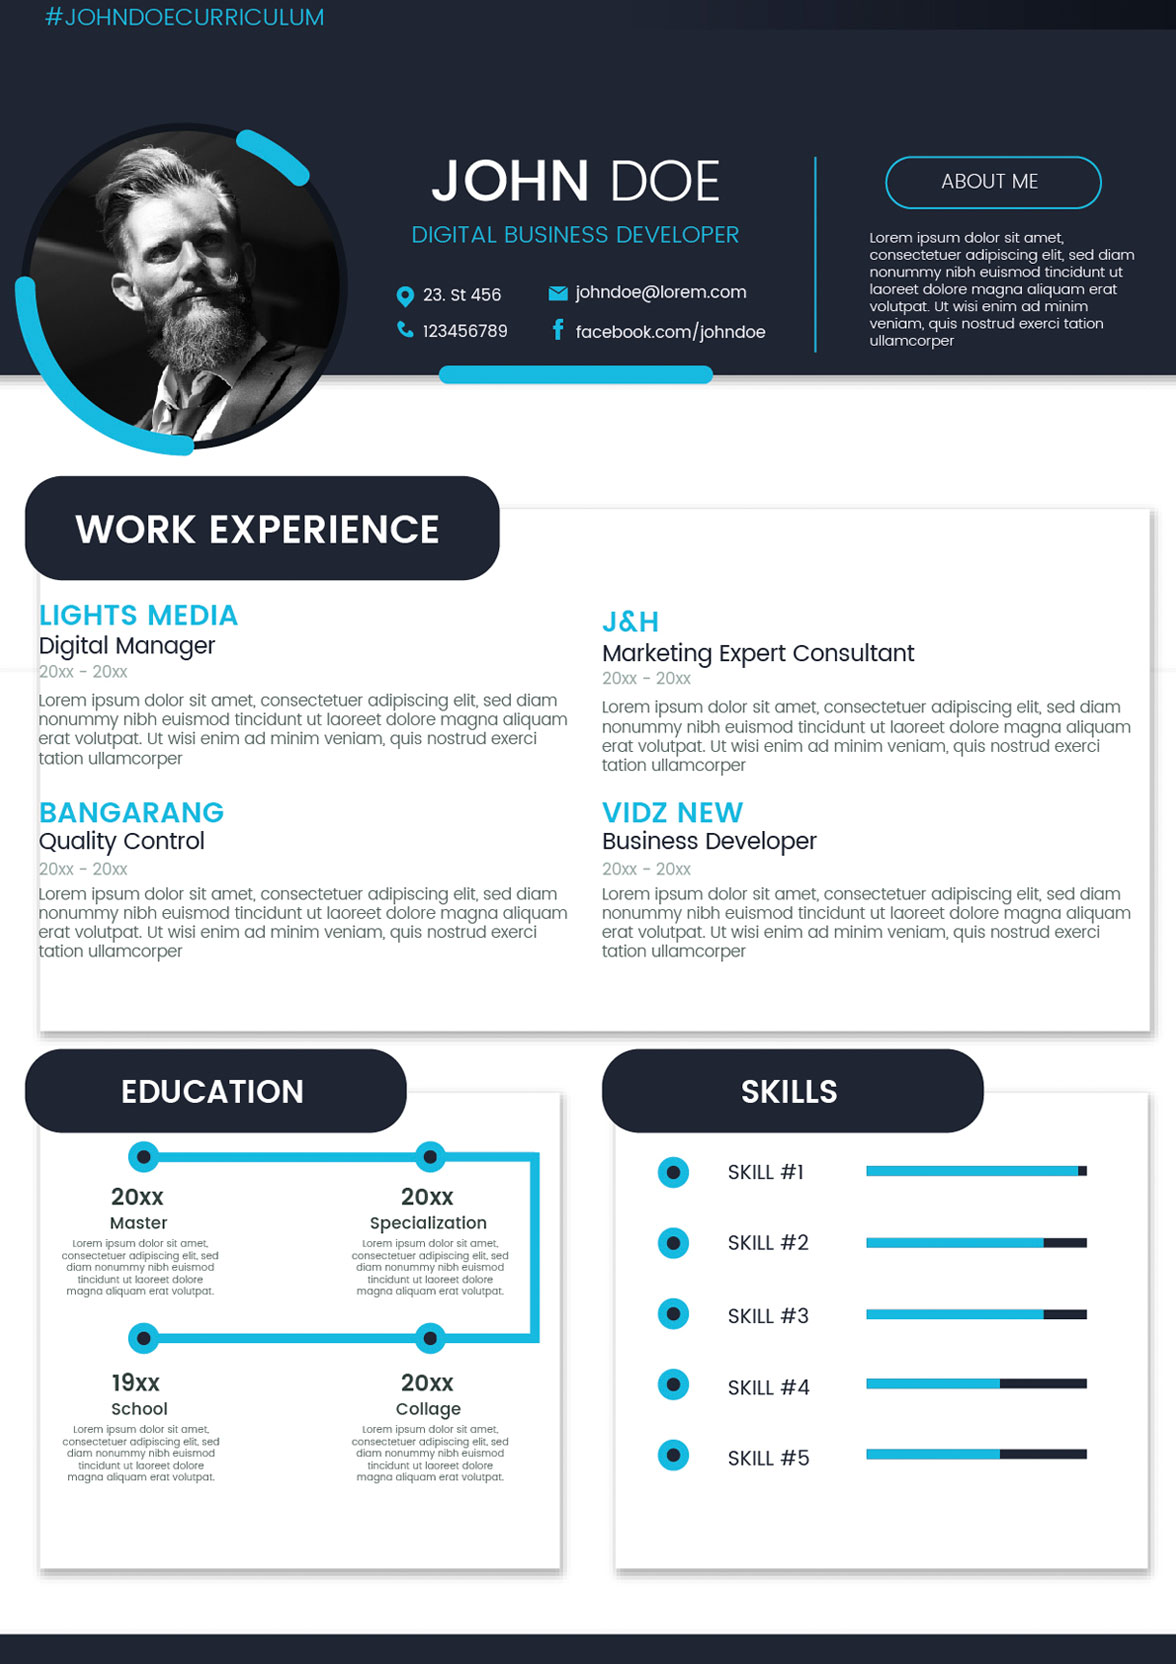 #JOHNDOECURRICULUM
JOHN DOE
DIGITAL BUSINESS DEVELOPER
23. St 456
johndoe@lorem.com
123456789
facebook.com/johndoe
ABOUT ME
Lorem ipsum dolor sit amet,
consectetuer adipiscing elit, sed diam
nonummy nibh euismod tincidunt ut
laoreet dolore magna aliquam erat
volutpat. Ut wisi enim ad minim
veniam, quis nostrud exerci tation
ullamcorper
WORK EXPERIENCE
LIGHTS MEDIA
Digital Manager
20xx - 20xx
Lorem ipsum dolor sit amet, consectetuer adipiscing elit, sed diam
nonummy nibh euismod tincidunt ut laoreet dolore magna aliquam
erat volutpat. Ut wisi enim ad minim veniam, quis nostrud exerci
tation ullamcorper
J&H
Marketing Expert Consultant
20xx - 20xx
Lorem ipsum dolor sit amet, consectetuer adipiscing elit, sed diam
nonummy nibh euismod tincidunt ut laoreet dolore magna aliquam
erat volutpat. Ut wisi enim ad minim veniam, quis nostrud exerci
tation ullamcorper
BANGARANG
Quality Control
20xx - 20xx
Lorem ipsum dolor sit amet, consectetuer adipiscing elit, sed diam
nonummy nibh euismod tincidunt ut laoreet dolore magna aliquam
erat volutpat. Ut wisi enim ad minim veniam, quis nostrud exerci
tation ullamcorper
VIDZ NEW
Business Developer
20xx - 20xx
Lorem ipsum dolor sit amet, consectetuer adipiscing elit, sed diam
nonummy nibh euismod tincidunt ut laoreet dolore magna aliquam
erat volutpat. Ut wisi enim ad minim veniam, quis nostrud exerci
tation ullamcorper
EDUCATION
20xx
Master
Lorem ipsum dolor sit amet,
consectetuer adipiscing elit, sed
diam nonummy nibh euismod
tincidunt ut laoreet dolore
magna aliquam erat volutpat.
20xx
Specialization
Lorem ipsum dolor sit amet,
consectetuer adipiscing elit, sed
diam nonummy nibh euismod
tincidunt ut laoreet dolore
magna aliquam erat volutpat.
19xx
School
Lorem ipsum dolor sit amet,
consectetuer adipiscing elit, sed
diam nonummy nibh euismod
tincidunt ut laoreet dolore
magna aliquam erat volutpat.
20xx
Collage
Lorem ipsum dolor sit amet,
consectetuer adipiscing elit, sed
diam nonummy nibh euismod
tincidunt ut laoreet dolore
magna aliquam erat volutpat.
SKILLS
SKILL #1
SKILL #2
SKILL #3
SKILL #4
SKILL #5